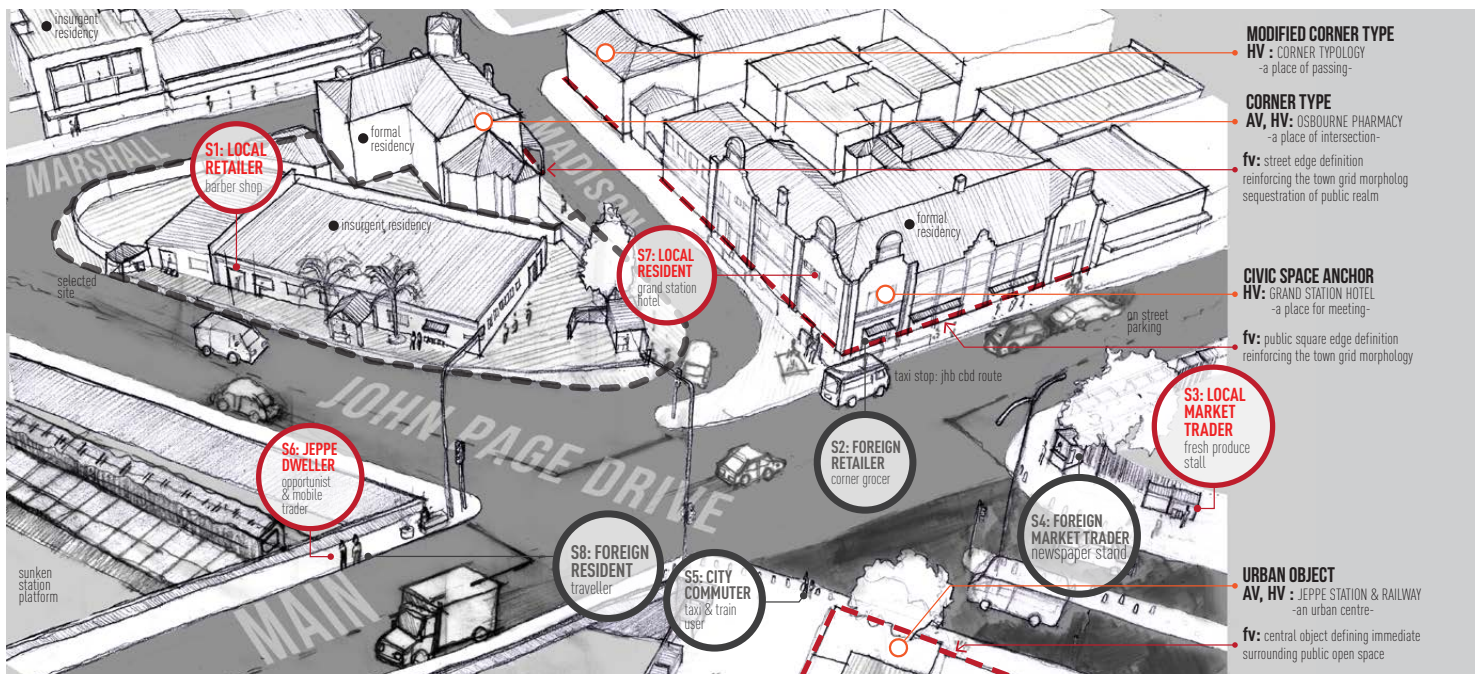 insurgent
residency
MARSHALL
S1: LOCAL
RETAILER
barber shop
formal
residency
MADISON
insurgent residency
selected
site
S7: LOCAL
RESIDENT
grand station
hotel
formal
residency
on street
parking
taxi stop: jhb cbd route
JOHN PAGE DRIVE
S6: JEPPE
DWELLER
opportunist
& mobile
trader
S2: FOREIGN
RETAILER
corner grocer
S3: LOCAL
MARKET
TRADER
fresh produce
stall
S4: FOREIGN
MARKET TRADER
newspaper stand
sunken
station
platform
MAIN
S8: FOREIGN
RESIDENT
traveller
S5: CITY
COMMUTER
taxi & train
user
MODIFIED CORNER TYPE
HV : CORNER TYPOLOGY
-a place of passing-
CORNER TYPE
AV, HV: OSBOURNE PHARMACY
-a place of intersection-
fv: street edge definition
reinforcing the town grid morpholog
sequestration of public realm
CIVIC SPACE ANCHOR
HV: GRAND STATION HOTEL
-a place for meeting-
fv: public square edge definition
reinforcing the town grid morphology
URBAN OBJECT
AV, HV : JEPPE STATION & RAILWAY
-an urban centre-
fv: central object defining immediate
surrounding public open space